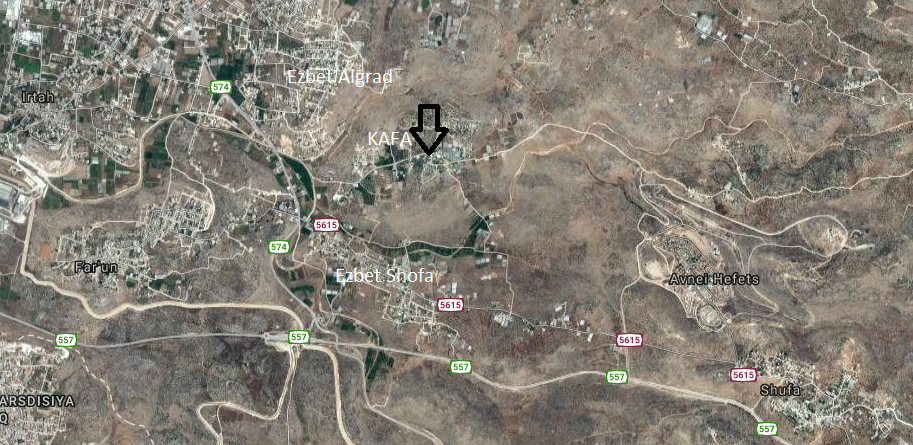 Ezbet Algrad
574
Irtah
KAFA
5615
574
Far'un
Ezbet Shofa
Avnei Hefets
5615
557
557
5615
557
557
5615
Shufa
ARSDISIYA
Q
557